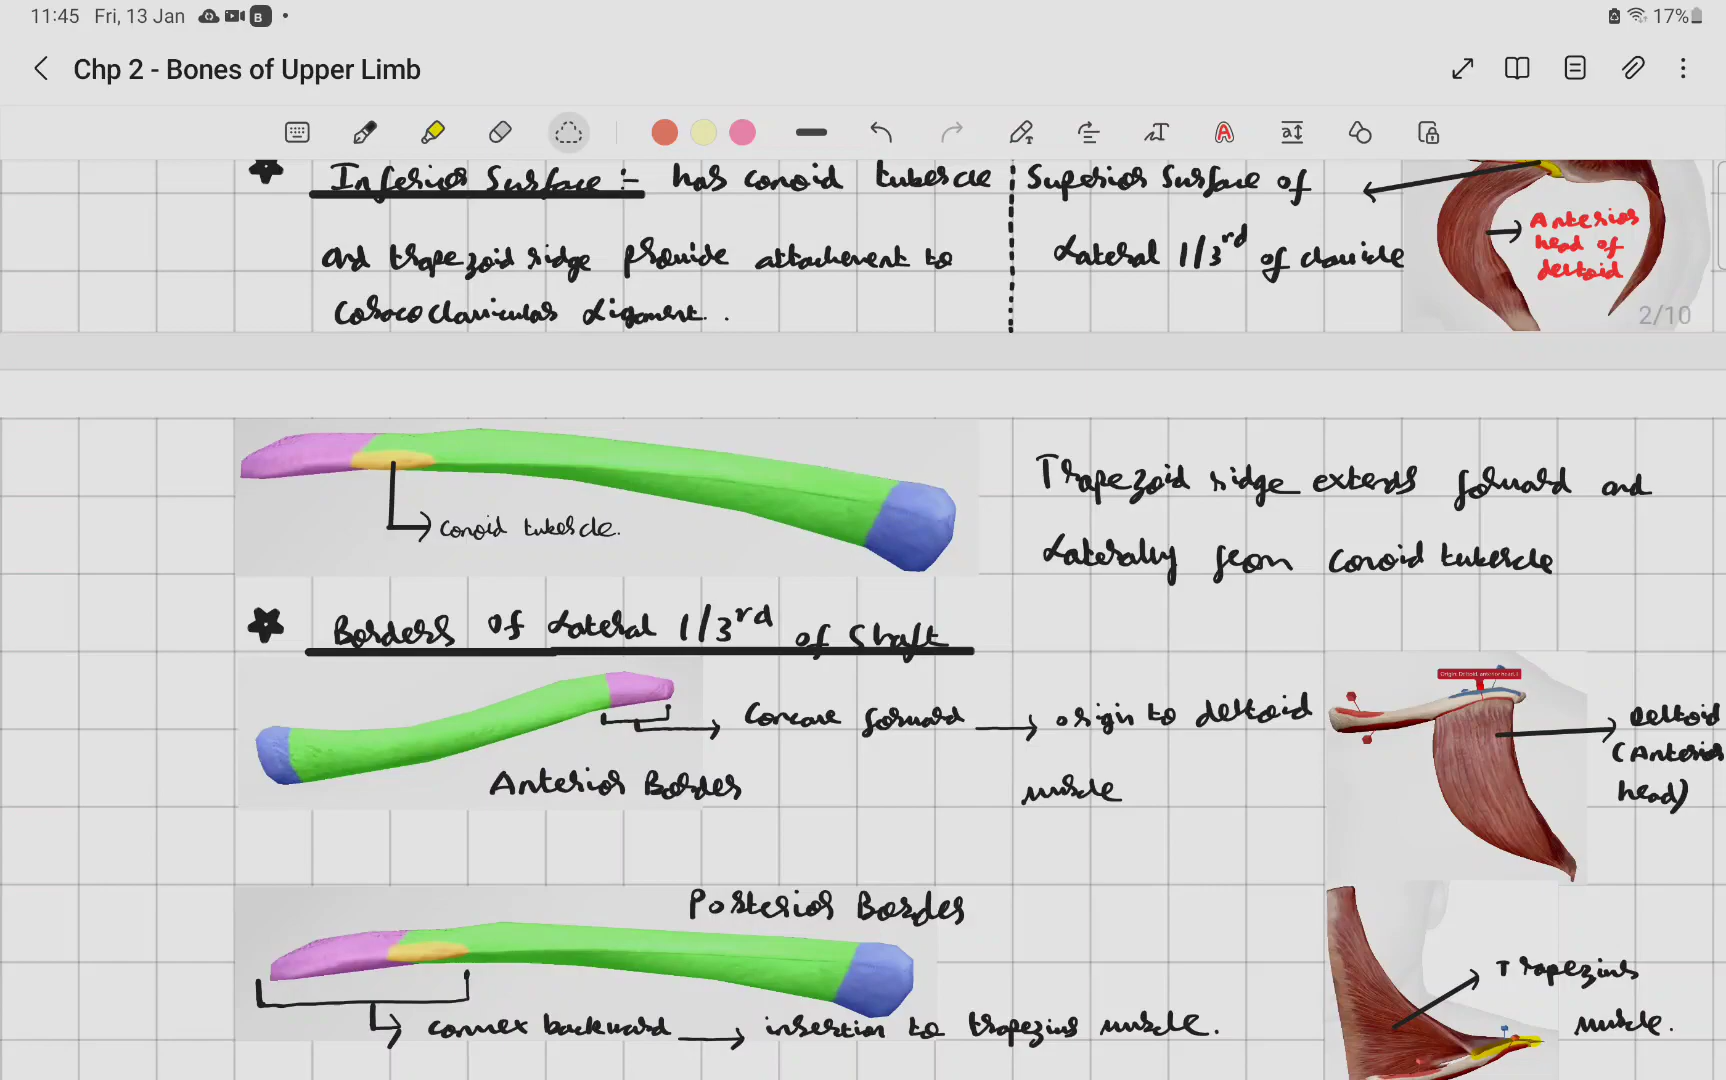 11:45 Fri, 13 Jan
17%
Chp 2 - Bones of Upper Limb
Inferior Surface :- has conoid tubercle
and trapezoid ridge provide attachement to
Coracoclavicular Ligament.
Superior Surface of
Lateral 1/3rd of clavicle
Anterior
head of
deltoid
2/10
conoid tubercle.
Trapezoid ridge extends forward and
Laterally from conoid tubercle
Borders of Lateral 1/3rd of Shaft
Concave forward → origin to deltoid
muscle
Anterior Border
Deltoid
(Anterior
head)
Posterior Border
convex backward → insertion to trapezius muscle.
Trapezius
muscle.